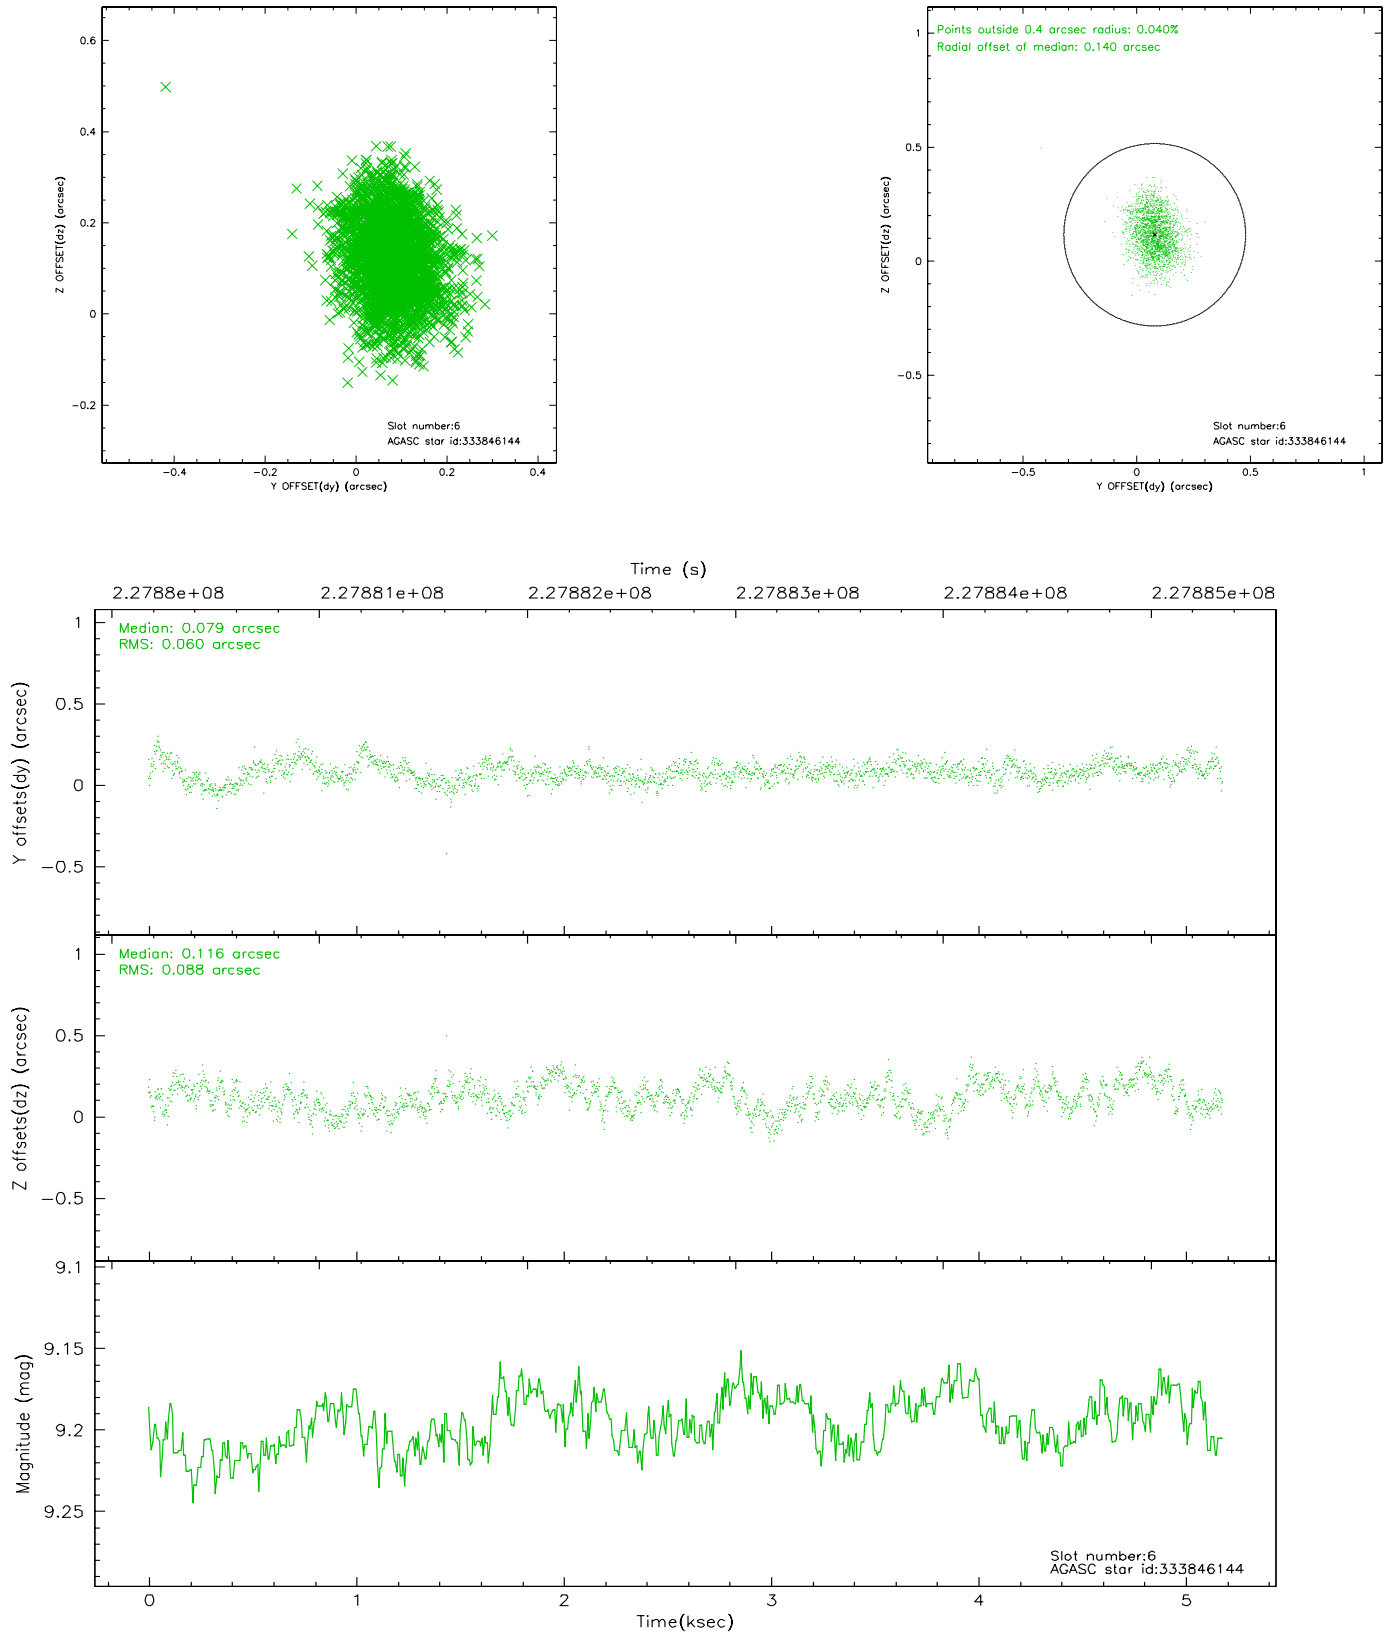 0.6
0.4
0.2
0
−0.2
−0.4
−0.2
0
0.2
0.4
Z OFFSET(dz) (arcsec)
Y OFFSET(dy) (arcsec)
Slot number:6
AGASC star id:333846144
Points outside 0.4 arcsec radius: 0.040%
Radial offset of median: 0.140 arcsec
1
0.5
0
−0.5
−0.5
0
0.5
1
Z OFFSET(dz) (arcsec)
Y OFFSET(dy) (arcsec)
Slot number:6
AGASC star id:333846144
Time (s)
2.2788e+08
2.27881e+08
2.27882e+08
2.27883e+08
2.27884e+08
2.27885e+08
Median: 0.079 arcsec
RMS: 0.060 arcsec
1
0.5
0
−0.5
Y offsets(dy) (arcsec)
Median: 0.116 arcsec
RMS: 0.088 arcsec
1
0.5
0
−0.5
Z offsets(dz) (arcsec)
9.1
9.15
9.2
9.25
Magnitude (mag)
Slot number:6
AGASC star id:333846144
0
1
2
3
4
5
Time(ksec)